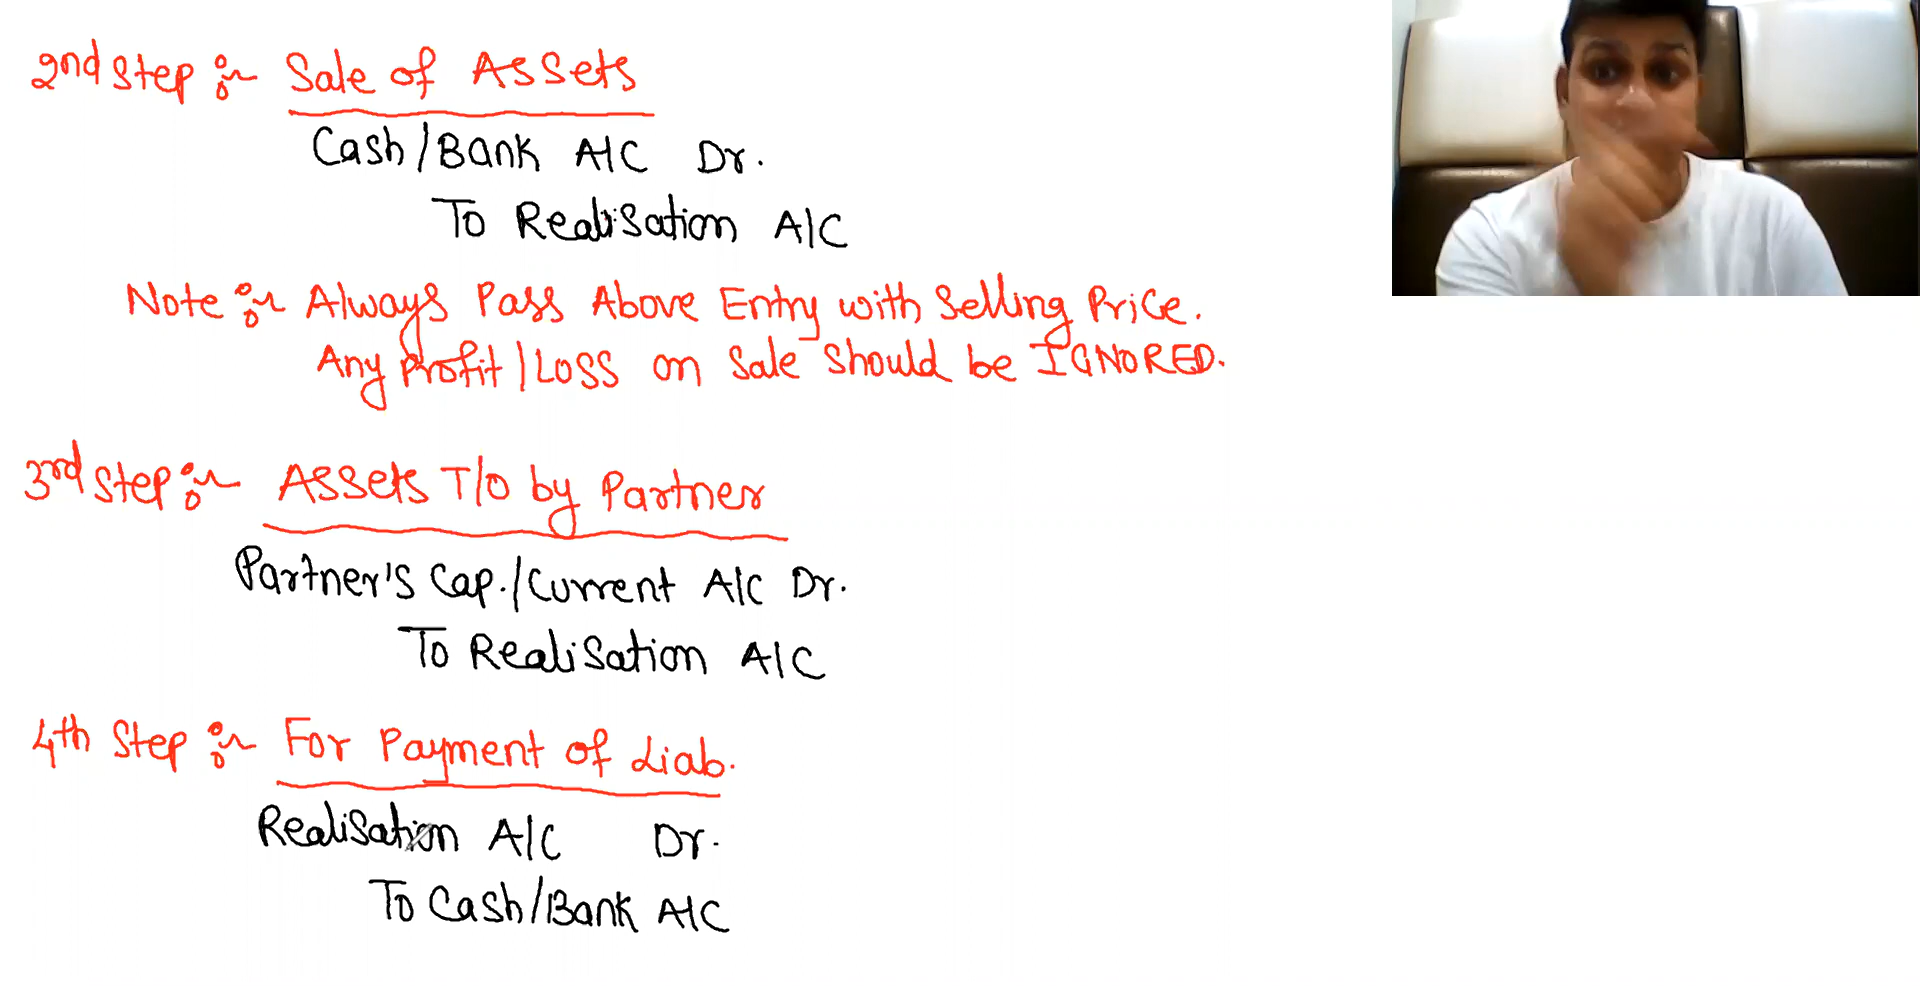 2nd Step :- Sale of Assets
Cash/Bank A/C Dr.
To Realisation A/C
Note :- Always Pass Above Entry with Selling Price.
Any Profit/Loss on Sale Should be IGNORED.
3rd Step :- Assets T/O by Partner
Partner's Cap./Current A/C Dr.
To Realisation A/C
4th Step :- For Payment of Liab.
Realisation A/C Dr.
To Cash/Bank A/C